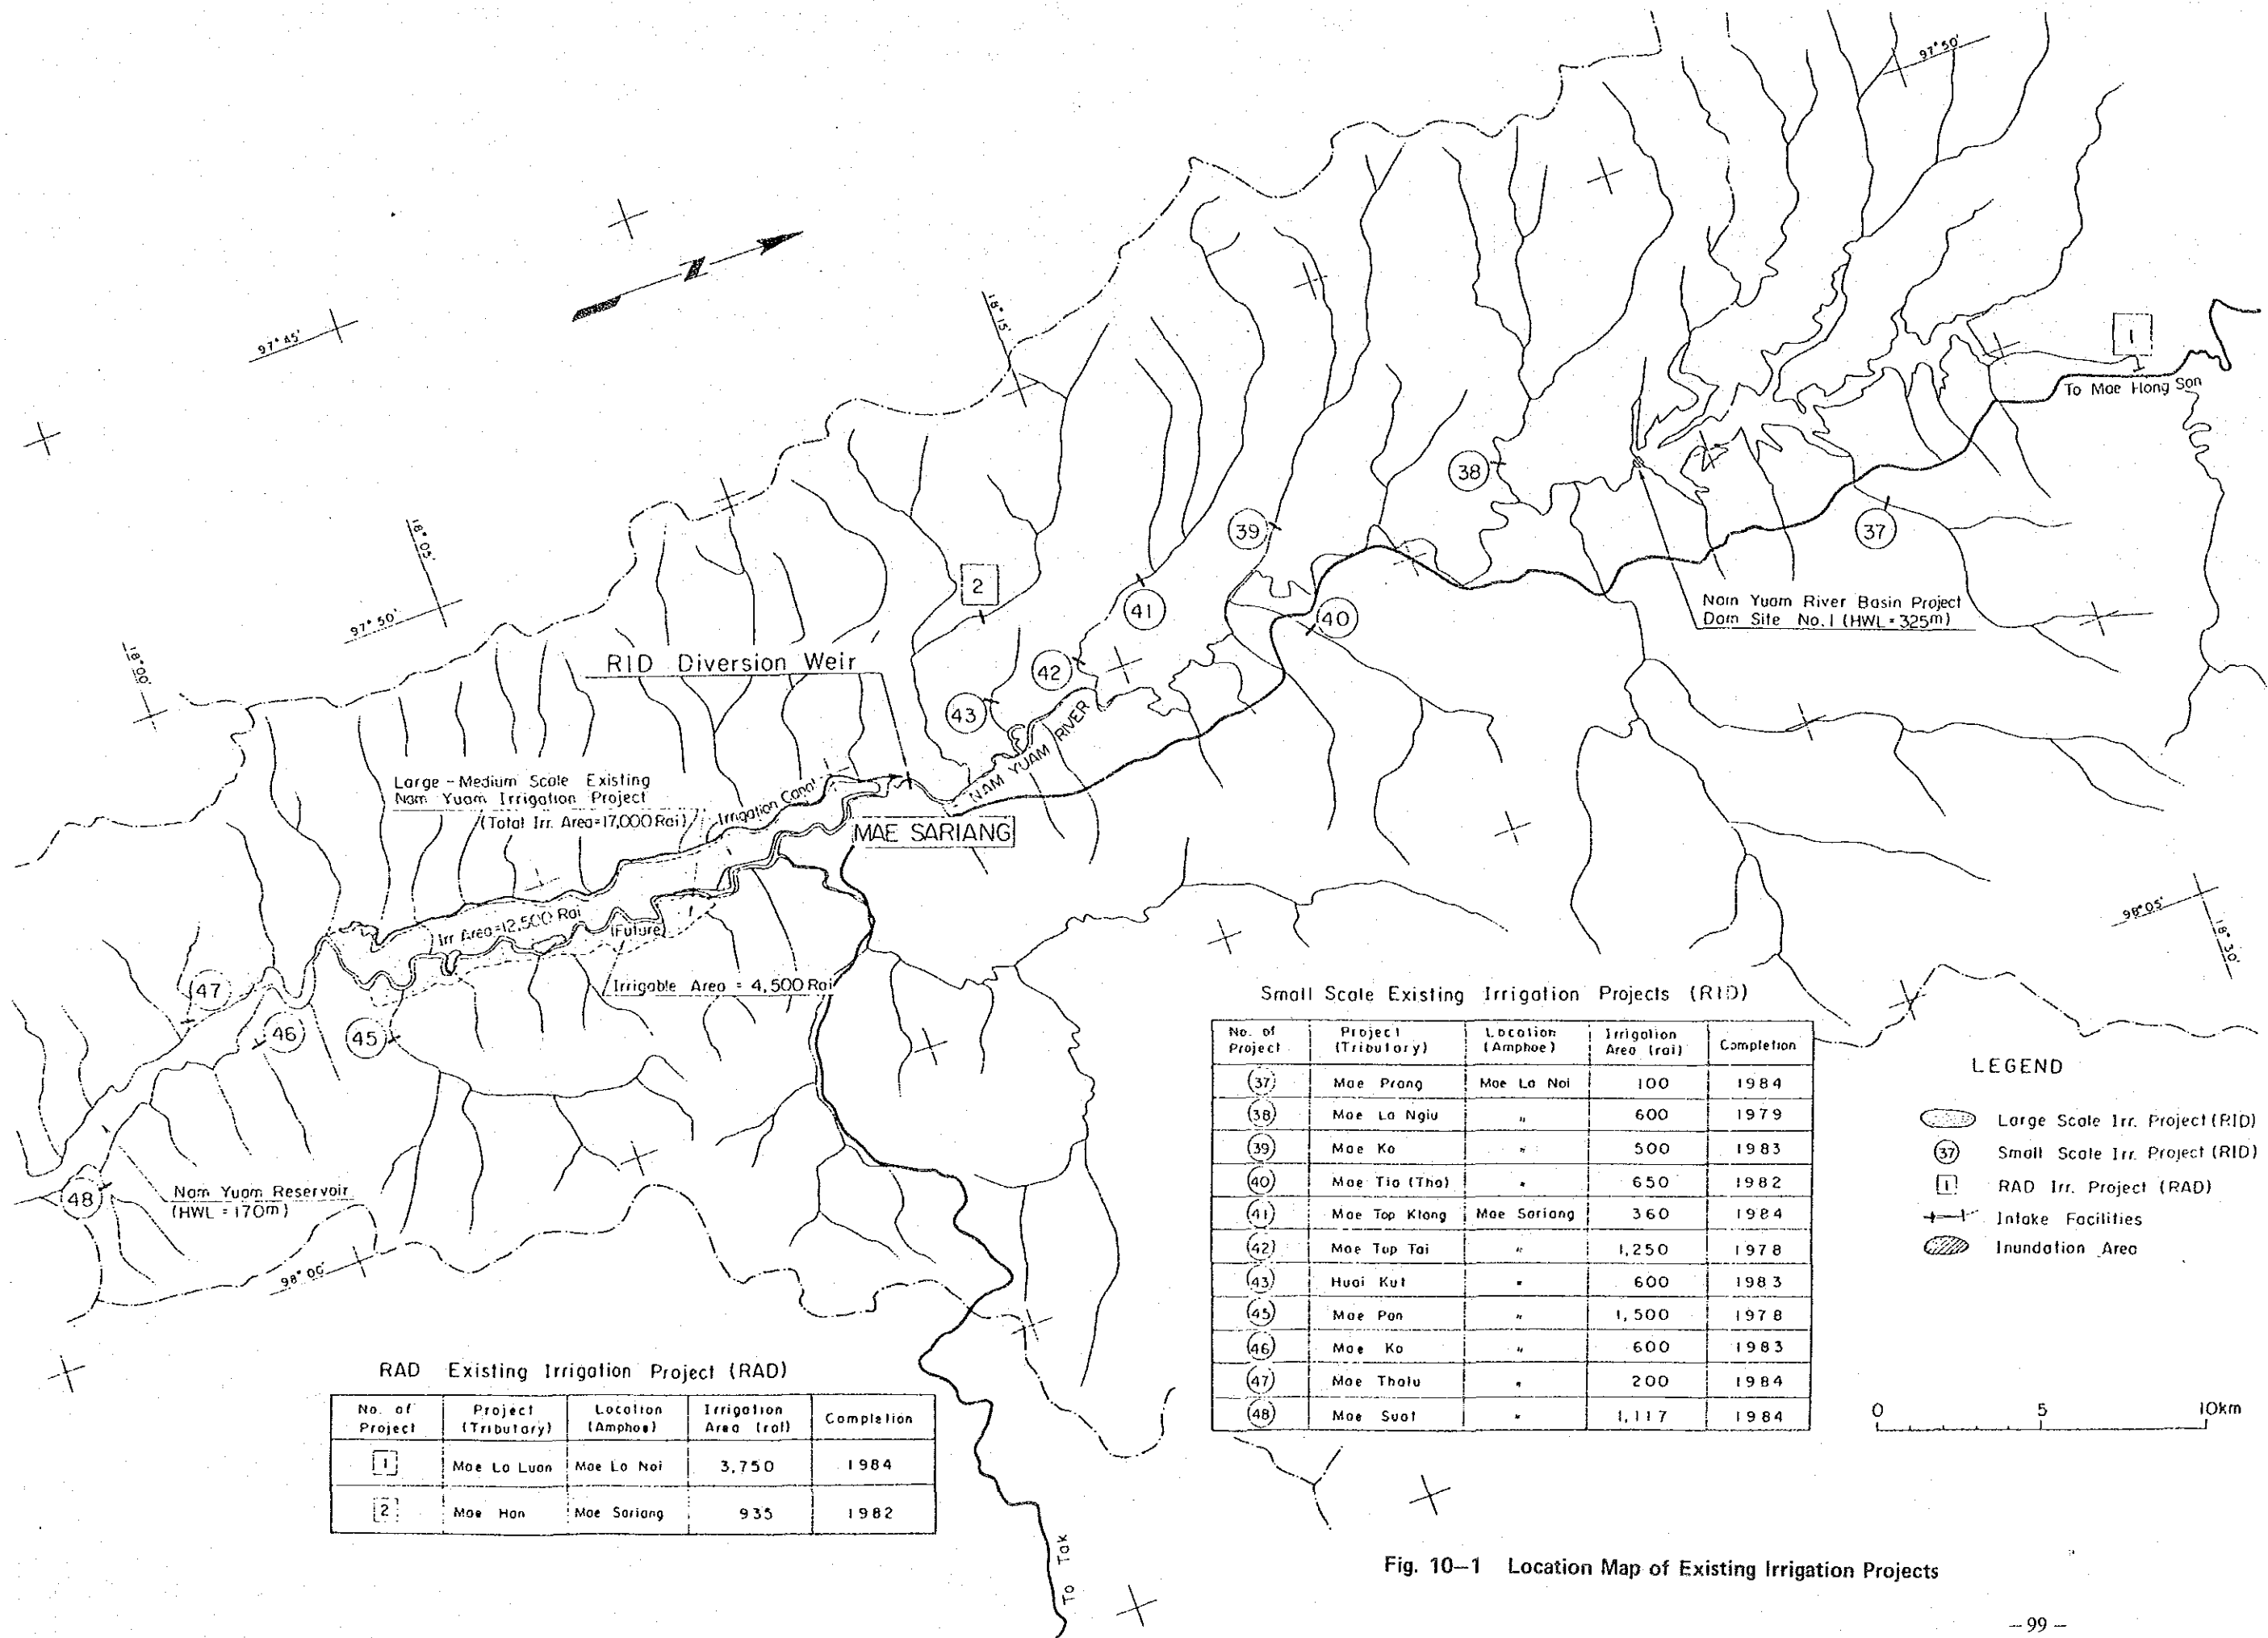 97°50'
97°45'
18°15'
1
To Mae Hong Son
38
39
37
18°05'
2
41
40
97°50'
Nam Yuam River Basin Project
Dam Site No.1 (HWL=325m)
18°00'
RID Diversion Weir
42
43
NAM YUAM RIVER
Large-Medium Scale Existing
Nam Yuam Irrigation Project
(Total Irr. Area=17,000 Rai)
Irrigation Canal
MAE SARIANG
98°05'
18°30'
Irr Area=12,500 Rai
(Future)
Irrigable Area = 4,500 Rai
47
46
45
48
Nam Yuam Reservoir
(HWL = 170m)
98°00'
Small Scale Existing Irrigation Projects (RID)
No. of Project Project (Tributary) Location (Amphoe) Irrigation Area (rai) Completion
37 Mae Prang Mae La Noi 100 1984
38 Mae La Ngiu " 600 1979
39 Mae Ko " 500 1983
40 Mae Tia (Tha) " 650 1982
41 Mae Top Klang Mae Sariang 360 1984
42 Mae Tup Tai " 1,250 1978
43 Huai Kut " 600 1983
45 Mae Pan " 1,500 1978
46 Mae Ko " 600 1983
47 Mae Thalu " 200 1984
48 Mae Suat " 1,117 1984
LEGEND
Large Scale Irr. Project (RID)
37 Small Scale Irr. Project (RID)
1 RAD Irr. Project (RAD)
Intake Facilities
Inundation Area
0 5 10km
RAD Existing Irrigation Project (RAD)
No. of Project Project (Tributary) Location (Amphoe) Irrigation Area (rai) Completion
1 Mae La Luan Mae La Noi 3,750 1984
2 Mae Han Mae Sariang 935 1982
To Tak
Fig. 10–1 Location Map of Existing Irrigation Projects
– 99 –